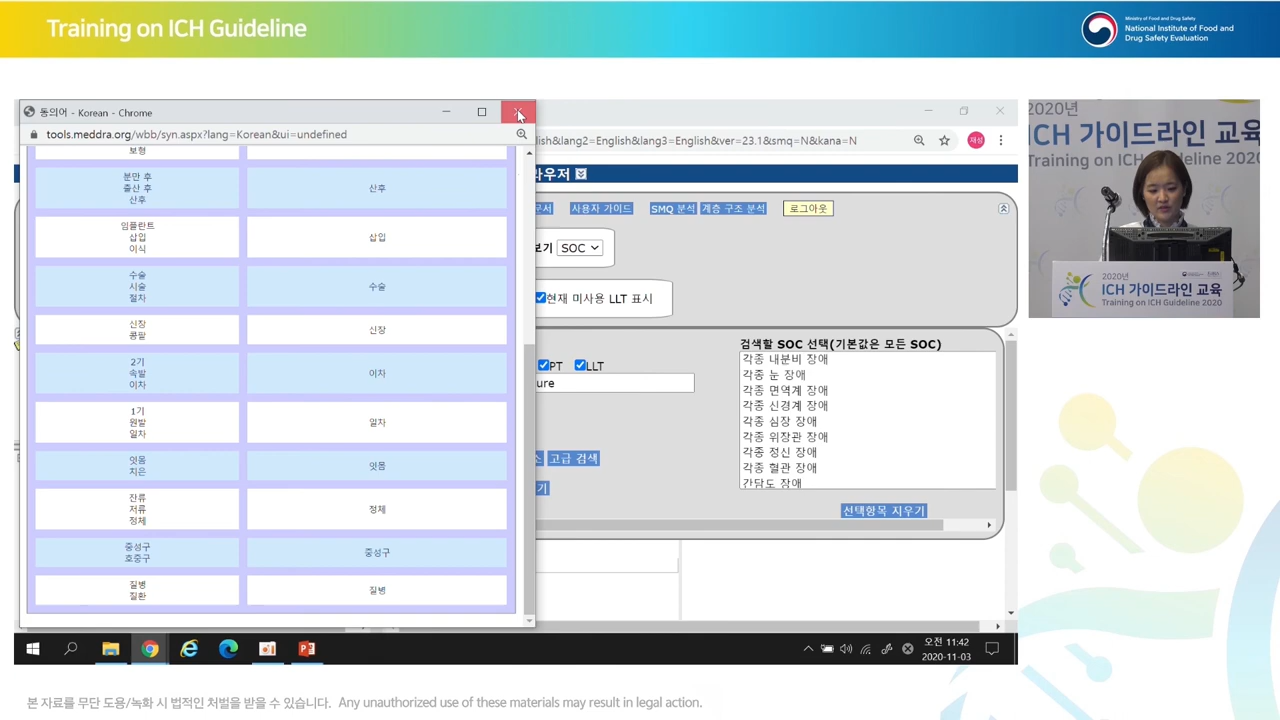 Training on ICH Guideline
Ministry of Food and Drug Safety
National Institute of Food and
Drug Safety Evaluation
동의어 - Korean - Chrome
tools.meddra.org/wbb/syn.aspx?lang=Korean&ui=undefined
보형
분만 후
출산 후
산후
산후
임플란트
삽입
이식
삽입
수술
시술
절차
수술
신장
콩팥
신장
2기
속발
이차
이차
1기
원발
일차
일차
잇몸
치은
잇몸
잔류
저류
정체
정체
중성구
호중구
중성구
질병
질환
질병
sh&lang2=English&lang3=English&ver=23.1&smq=N&kana=N
재성
라우저
문서
사용자 가이드
SMQ 분석
계층 구조 분석
로그아웃
보기
SOC
현재 미사용 LLT 표시
PT
LLT
ure
소
고급 검색
기
검색할 SOC 선택(기본값은 모든 SOC)
각종 내분비 장애
각종 눈 장애
각종 면역계 장애
각종 신경계 장애
각종 심장 장애
각종 위장관 장애
각종 정신 장애
각종 혈관 장애
간담도 장애
선택항목 지우기
오전 11:42
2020-11-03
2020년
ICH 가이드라인 교육
Training on ICH Guideline 2020
2020년
ICH 가이드라인 교육
Training on ICH Guideline 2020
본 자료를 무단 도용/녹화 시 법적인 처벌을 받을 수 있습니다. Any unauthorized use of these materials may result in legal action.